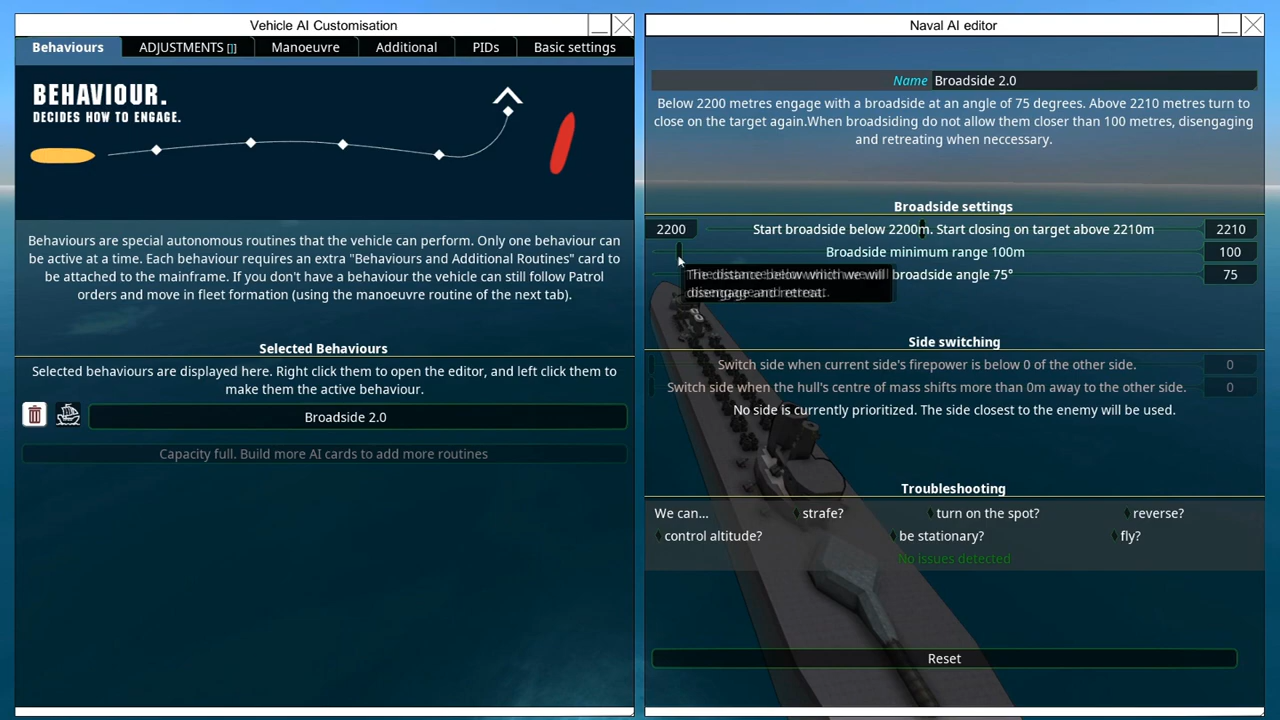 Vehicle AI Customisation
Behaviours
ADJUSTMENTS []
Manoeuvre
Additional
PIDs
Basic settings
BEHAVIOUR.
DECIDES HOW TO ENGAGE.
Behaviours are special autonomous routines that the vehicle can perform. Only one behaviour can
be active at a time. Each behaviour requires an extra "Behaviours and Additional Routines" card to
be attached to the mainframe. If you don't have a behaviour the vehicle can still follow Patrol
orders and move in fleet formation (using the manoeuvre routine of the next tab).
Selected Behaviours
Selected behaviours are displayed here. Right click them to open the editor, and left click them to
make them the active behaviour.
Broadside 2.0
Capacity full. Build more AI cards to add more routines
Naval AI editor
Name Broadside 2.0
Below 2200 metres engage with a broadside at an angle of 75 degrees. Above 2210 metres turn to
close on the target again.When broadsiding do not allow them closer than 100 metres, disengaging
and retreating when neccessary.
Broadside settings
2200 Start broadside below 2200m. Start closing on target above 2210m 2210
Broadside minimum range 100m 100
broadside angle 75° 75
The distance below which we will
disengage and retreat.
Side switching
Switch side when current side's firepower is below 0 of the other side. 0
Switch side when the hull's centre of mass shifts more than 0m away to the other side. 0
No side is currently prioritized. The side closest to the enemy will be used.
Troubleshooting
We can... strafe? turn on the spot? reverse?
control altitude? be stationary? fly?
No issues detected
Reset